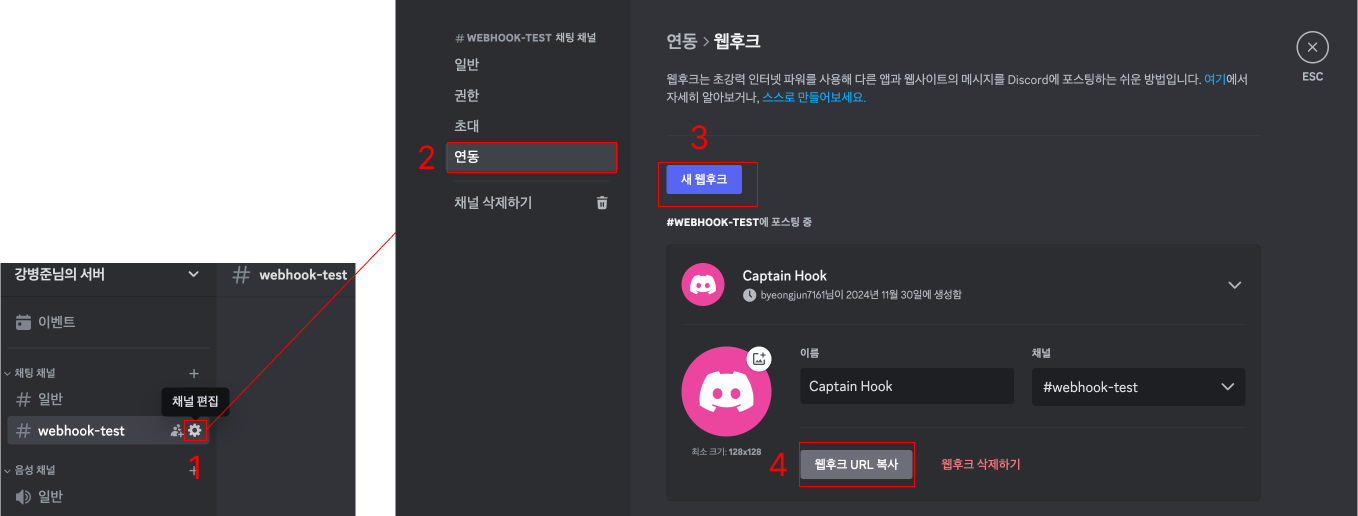 강병준님의 서버
# webhook-test
이벤트
채팅 채널
# 일반
채널 편집
# webhook-test
1
음성 채널
일반
# WEBHOOK-TEST 채팅 채널
일반
권한
초대
2
연동
채널 삭제하기
연동 > 웹후크
ESC
웹후크는 초강력 인터넷 파워를 사용해 다른 앱과 웹사이트의 메시지를 Discord에 포스팅하는 쉬운 방법입니다. 여기에서
자세히 알아보거나, 스스로 만들어보세요.
3
새 웹후크
#WEBHOOK-TEST에 포스팅 중
Captain Hook
byeongjun7161님이 2024년 11월 30일에 생성함
이름
채널
Captain Hook
#webhook-test
최소 크기: 128x128
4
웹후크 URL 복사
웹후크 삭제하기